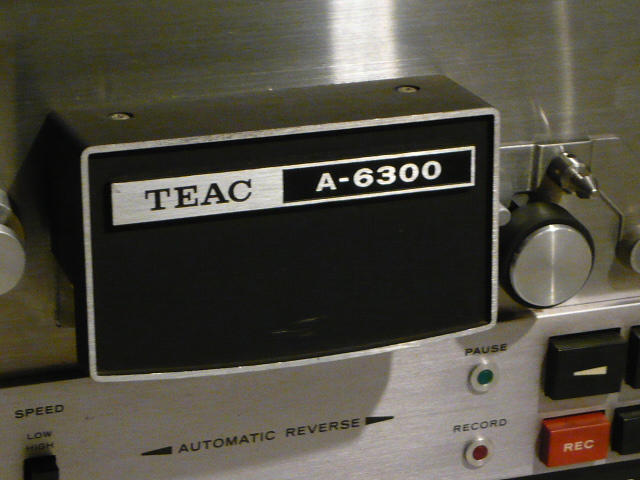 TEAC A-6300
PAUSE
SPEED
LOW
HIGH
AUTOMATIC REVERSE
RECORD
REC